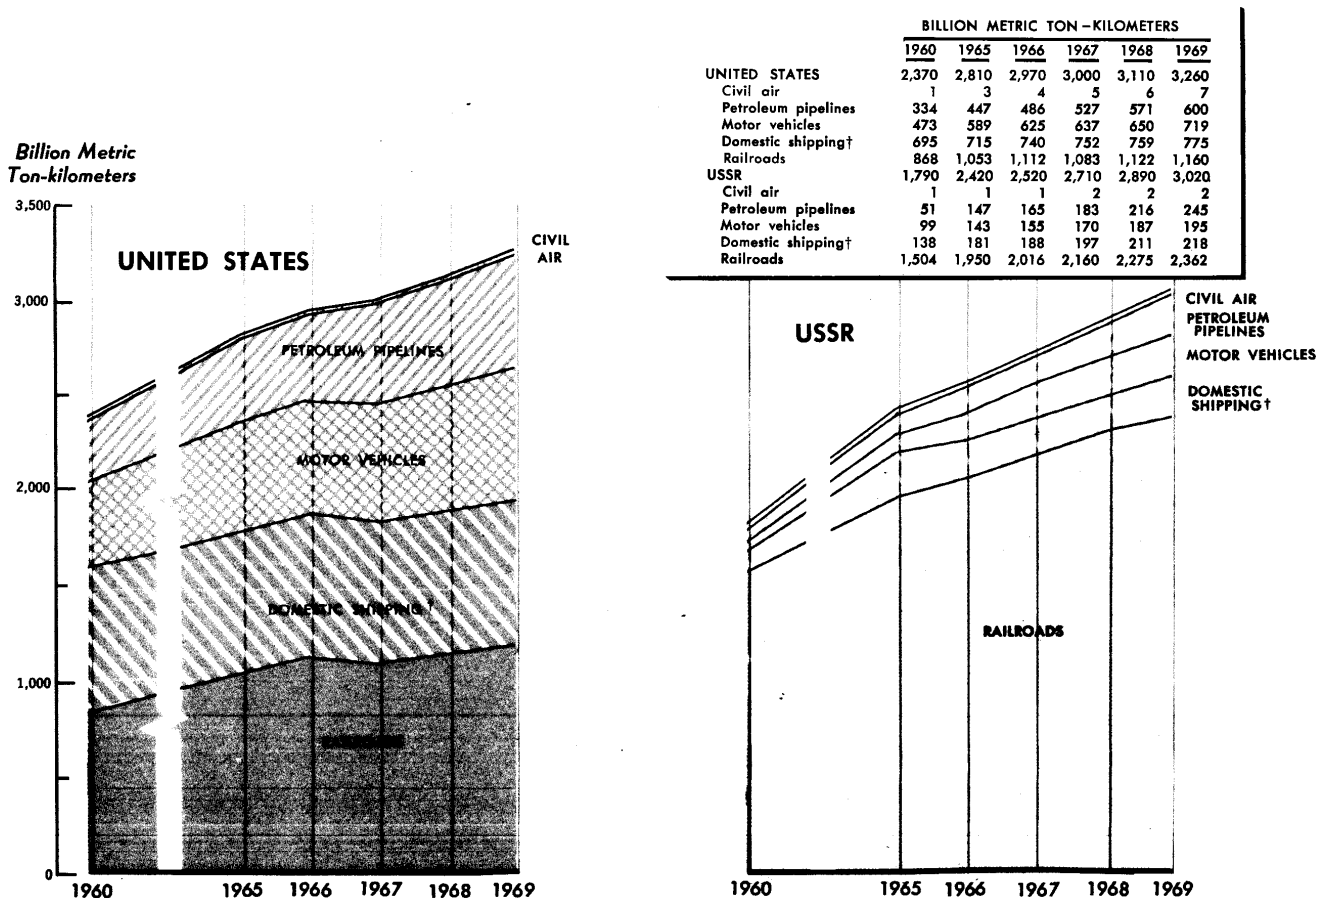 BILLION METRIC TON–KILOMETERS
1960 1965 1966 1967 1968 1969
UNITED STATES 2,370 2,810 2,970 3,000 3,110 3,260
Civil air 1 3 4 5 6 7
Petroleum pipelines 334 447 486 527 571 600
Motor vehicles 473 589 625 637 650 719
Domestic shipping† 695 715 740 752 759 775
Railroads 868 1,053 1,112 1,083 1,122 1,160
USSR 1,790 2,420 2,520 2,710 2,890 3,020
Civil air 1 1 1 2 2 2
Petroleum pipelines 51 147 165 183 216 245
Motor vehicles 99 143 155 170 187 195
Domestic shipping† 138 181 188 197 211 218
Railroads 1,504 1,950 2,016 2,160 2,275 2,362
Billion Metric
Ton-kilometers
3,500
3,000
2,000
1,000
0
UNITED STATES
CIVIL
AIR
PETROLEUM PIPELINES
MOTOR VEHICLES
DOMESTIC SHIPPING†
1960 1965 1966 1967 1968 1969
USSR
CIVIL AIR
PETROLEUM
PIPELINES
MOTOR VEHICLES
DOMESTIC
SHIPPING†
RAILROADS
1960 1965 1966 1967 1968 1969